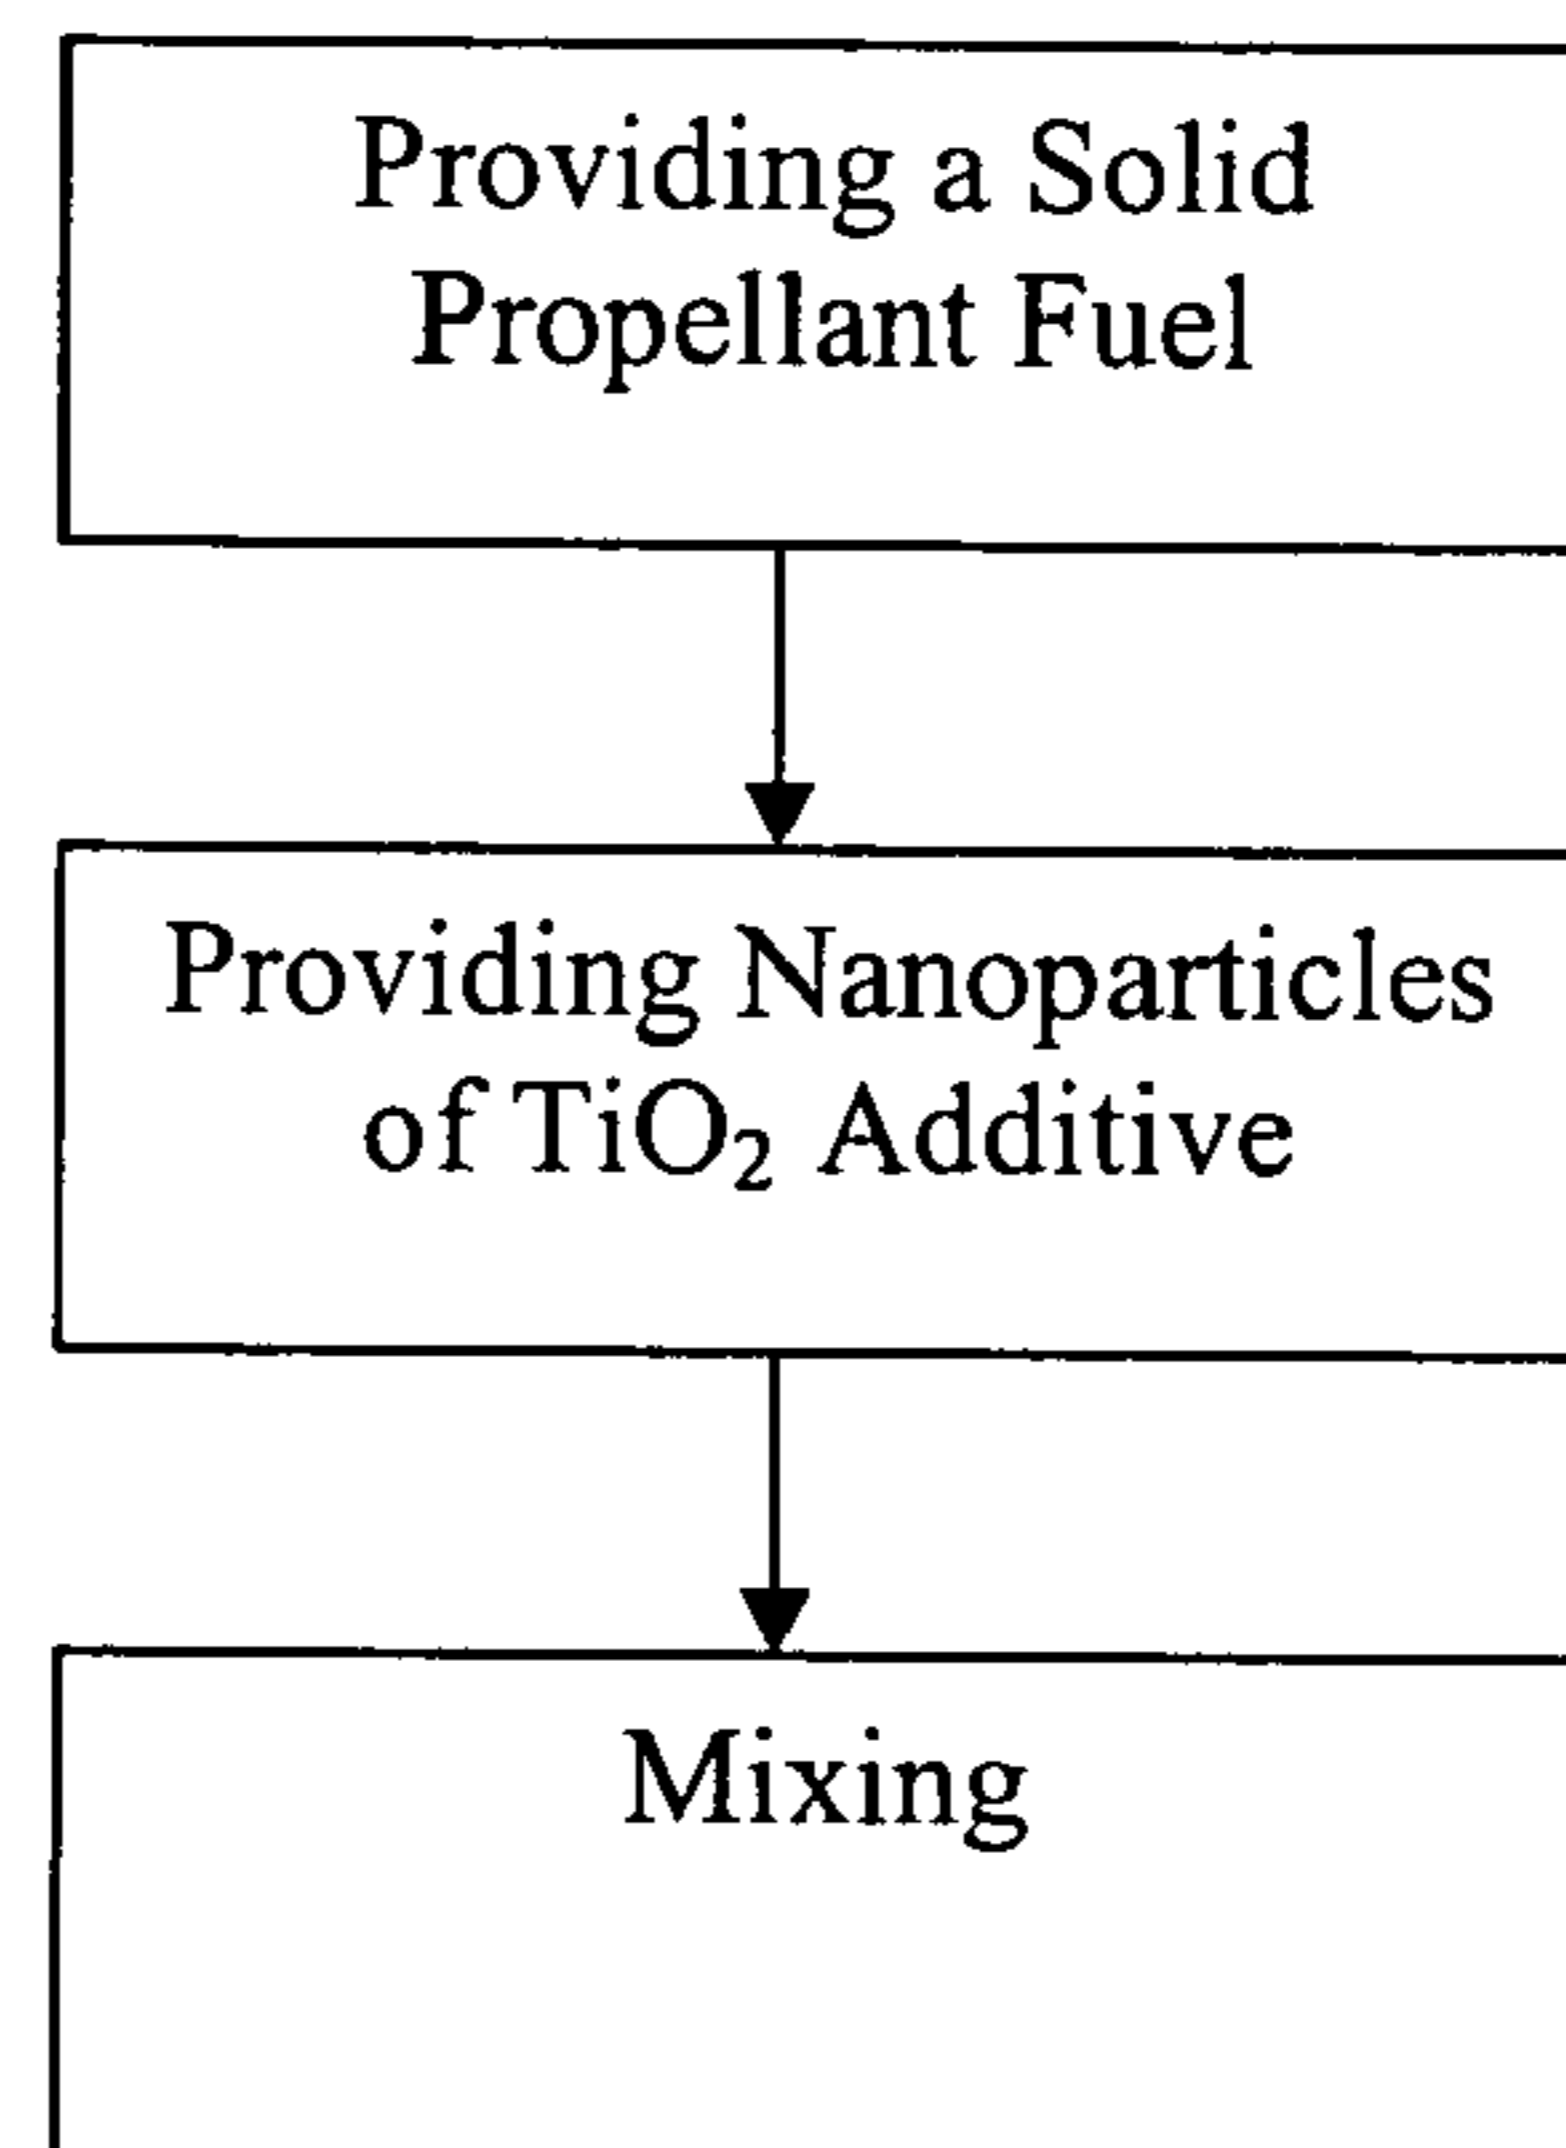 Providing a Solid
Propellant Fuel
Providing Nanoparticles
of TiO₂ Additive
Mixing